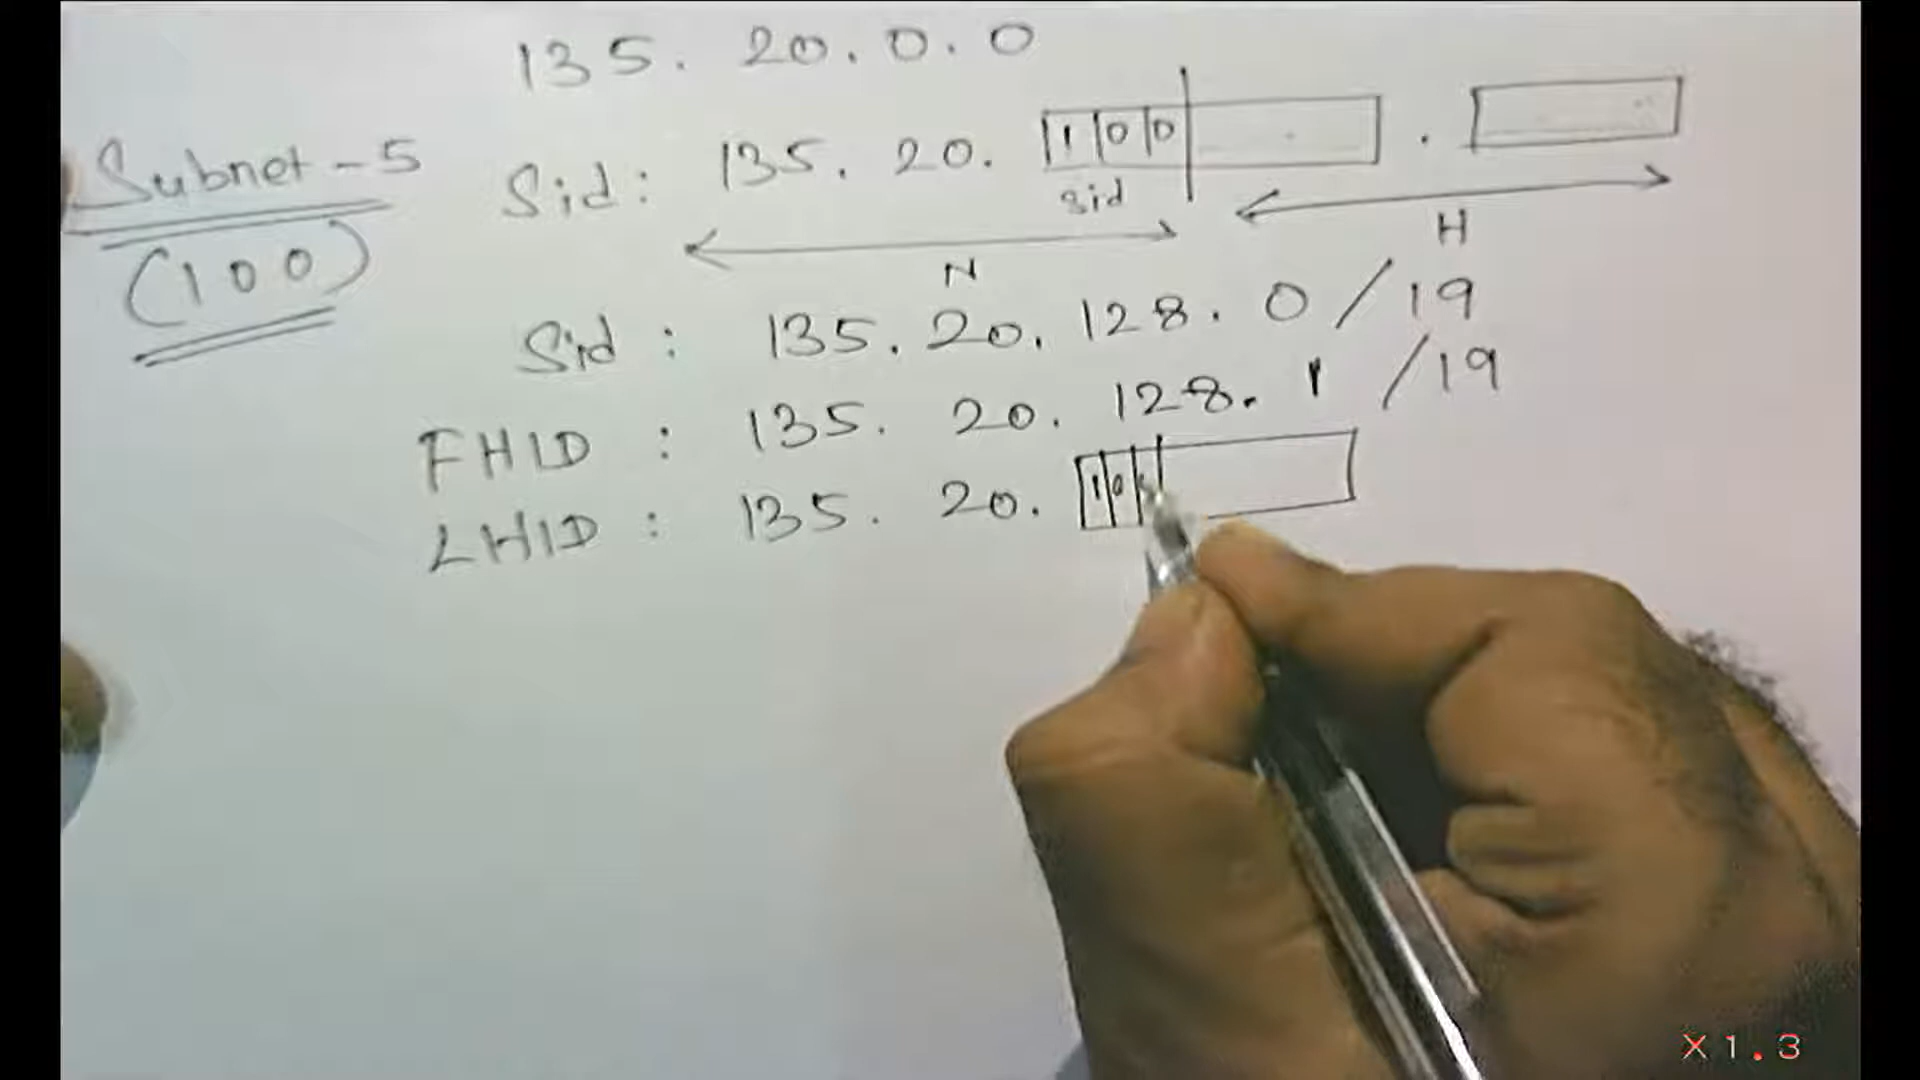 135. 20. 0. 0
Subnet - 5
(100)
Sid: 135. 20. 1 0 0 .
sid
N
H
Sid : 135. 20. 128. 0 /19
FHID : 135. 20. 128. 1 /19
LHID : 135. 20. 1 0
X1.3